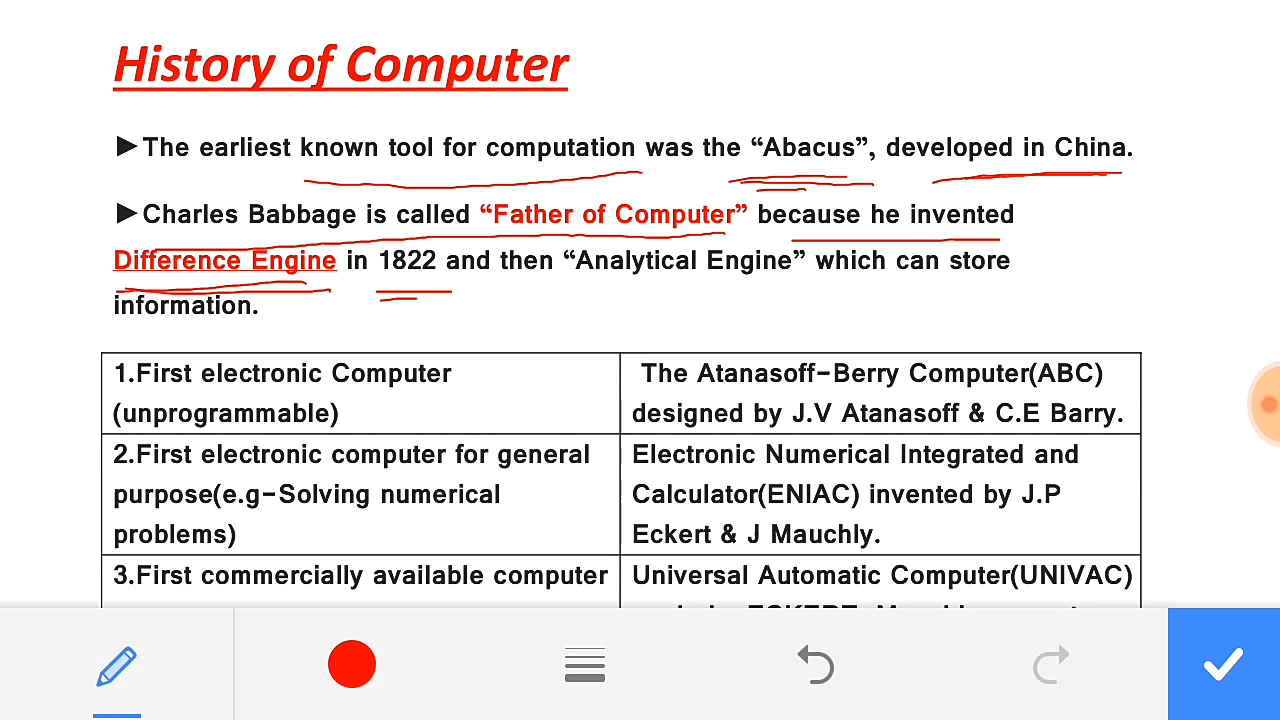 History of Computer
►The earliest known tool for computation was the “Abacus”, developed in China.
►Charles Babbage is called “Father of Computer” because he invented
Difference Engine in 1822 and then “Analytical Engine” which can store
information.
1.First electronic Computer
(unprogrammable)
The Atanasoff-Berry Computer(ABC)
designed by J.V Atanasoff & C.E Barry.
2.First electronic computer for general
purpose(e.g-Solving numerical
problems)
Electronic Numerical Integrated and
Calculator(ENIAC) invented by J.P
Eckert & J Mauchly.
3.First commercially available computer
Universal Automatic Computer(UNIVAC)